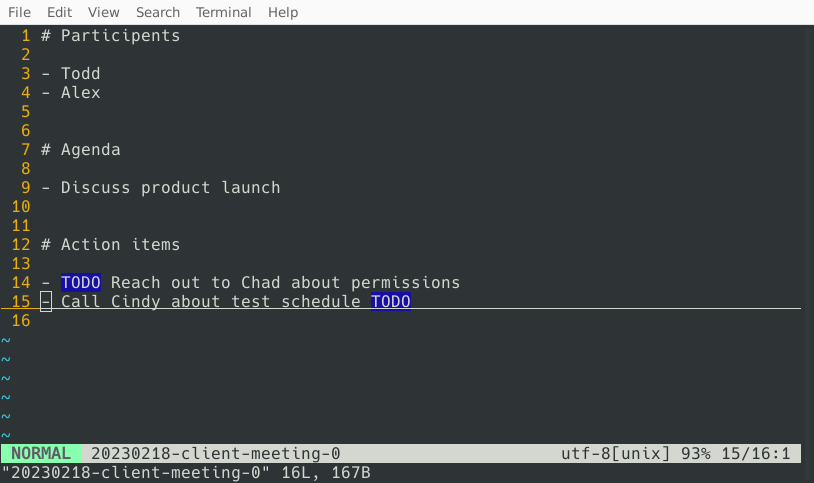 File Edit View Search Terminal Help
1 # Participents
2
3 - Todd
4 - Alex
5
6
7 # Agenda
8
9 - Discuss product launch
10
11
12 # Action items
13
14 - TODO Reach out to Chad about permissions
15 - Call Cindy about test schedule TODO
16
~
~
~
~
~
~
NORMAL 20230218-client-meeting-0 utf-8[unix] 93% 15/16:1
"20230218-client-meeting-0" 16L, 167B